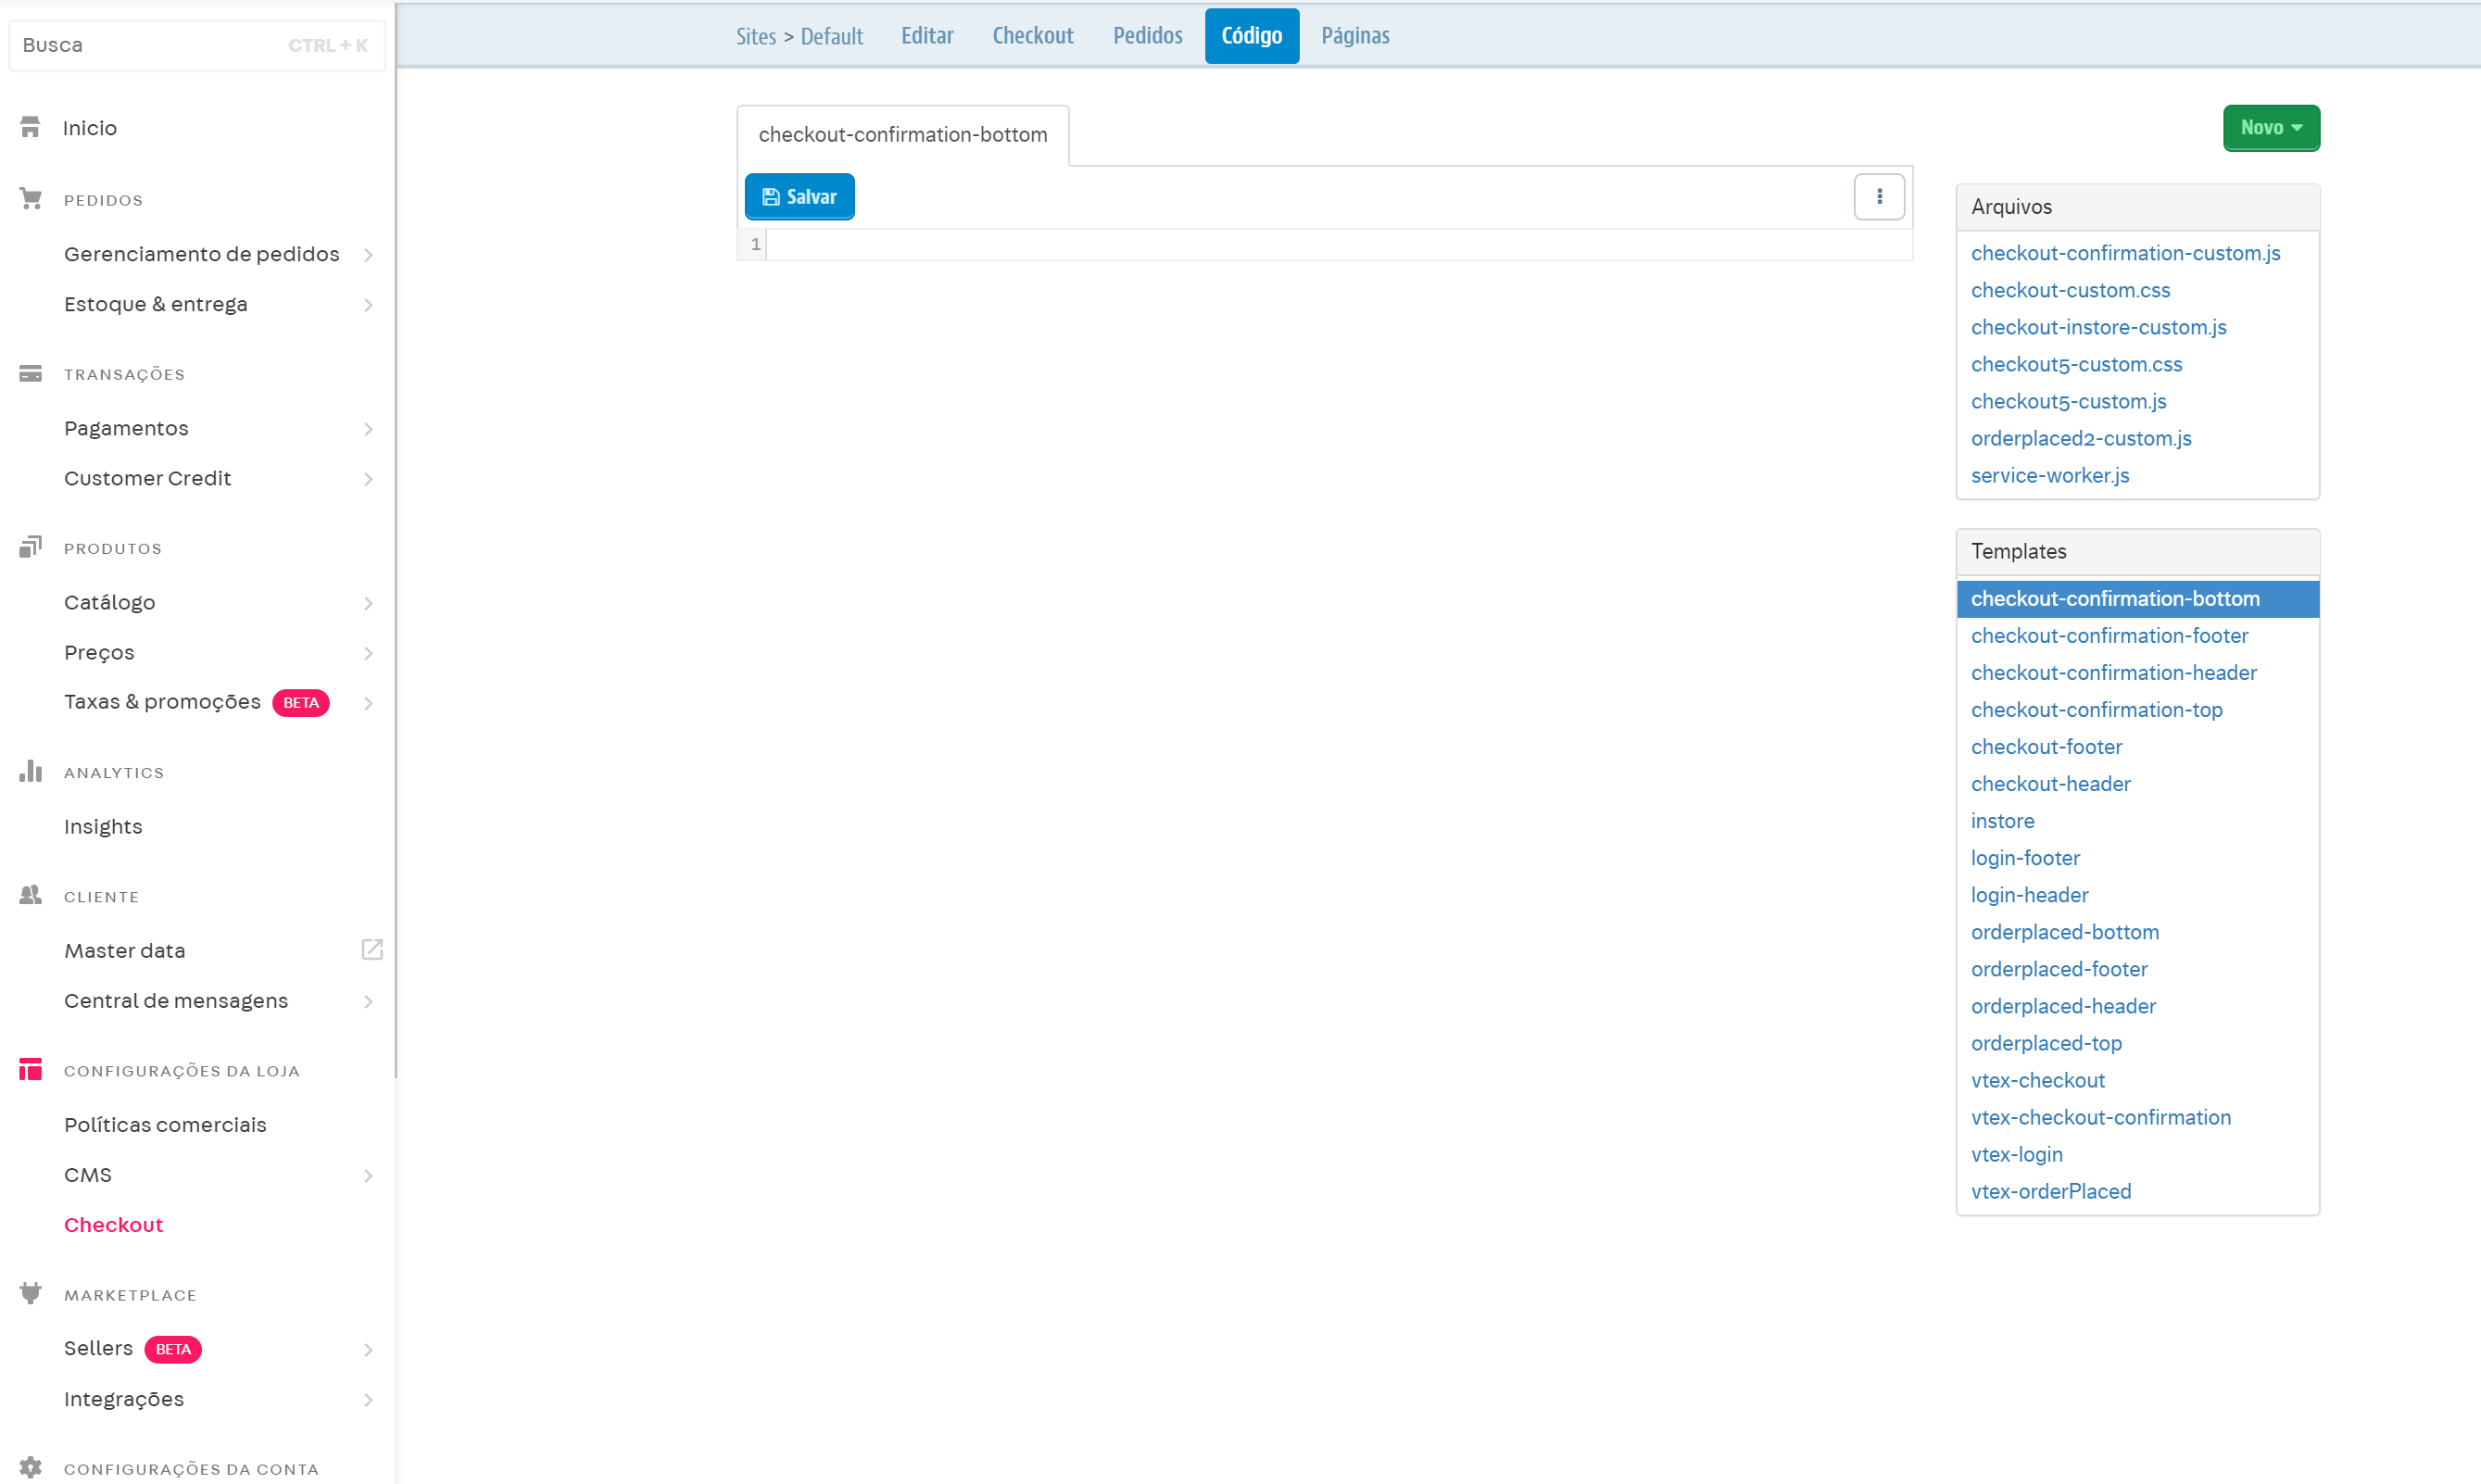 Busca CTRL + K
Inicio
PEDIDOS
Gerenciamento de pedidos
Estoque & entrega
TRANSAÇÕES
Pagamentos
Customer Credit
PRODUTOS
Catálogo
Preços
Taxas & promoções BETA
ANALYTICS
Insights
CLIENTE
Master data
Central de mensagens
CONFIGURAÇÕES DA LOJA
Políticas comerciais
CMS
Checkout
MARKETPLACE
Sellers BETA
Integrações
CONFIGURAÇÕES DA CONTA
Sites > Default Editar Checkout Pedidos Código Páginas
checkout-confirmation-bottom
Salvar
1
Novo
Arquivos
checkout-confirmation-custom.js
checkout-custom.css
checkout-instore-custom.js
checkout5-custom.css
checkout5-custom.js
orderplaced2-custom.js
service-worker.js
Templates
checkout-confirmation-bottom
checkout-confirmation-footer
checkout-confirmation-header
checkout-confirmation-top
checkout-footer
checkout-header
instore
login-footer
login-header
orderplaced-bottom
orderplaced-footer
orderplaced-header
orderplaced-top
vtex-checkout
vtex-checkout-confirmation
vtex-login
vtex-orderPlaced